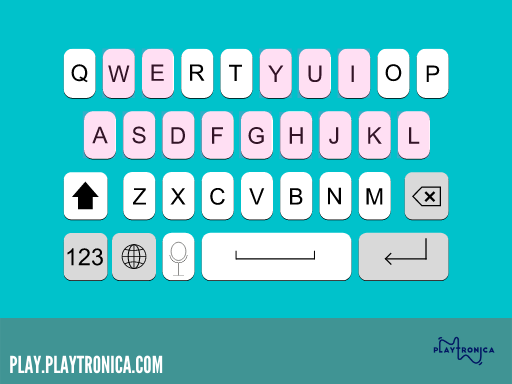 Q W E R T Y U I O P
A S D F G H J K L
Z X C V B N M
123
PLAYTRONICA
PLAY.PLAYTRONICA.COM